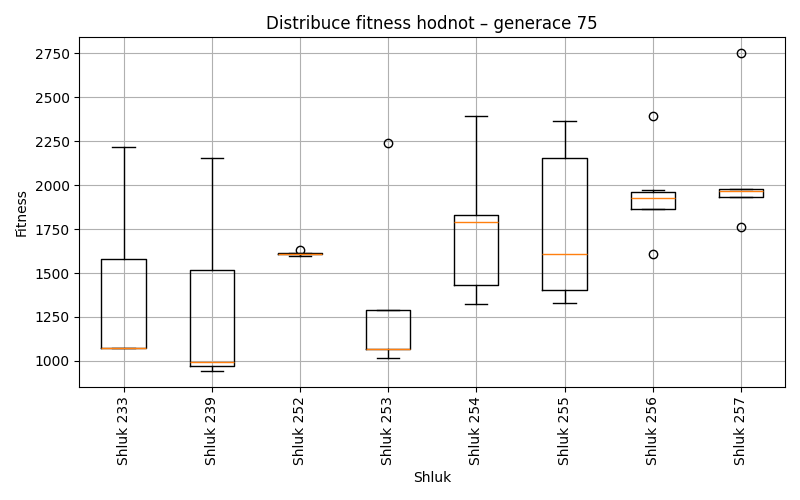 Distribuce fitness hodnot – generace 75
Fitness
2750
2500
2250
2000
1750
1500
1250
1000
Shluk 233
Shluk 239
Shluk 252
Shluk 253
Shluk 254
Shluk 255
Shluk 256
Shluk 257
Shluk